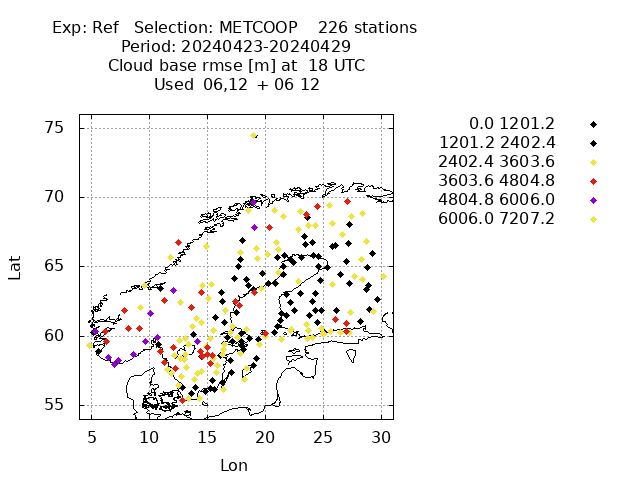 Exp: Ref Selection: METCOOP 226 stations
Period: 20240423-20240429
Cloud base rmse [m] at 18 UTC
Used 06,12 + 06 12
0.0 1201.2
1201.2 2402.4
2402.4 3603.6
3603.6 4804.8
4804.8 6006.0
6006.0 7207.2
75
70
65
60
55
Lat
5 10 15 20 25 30
Lon